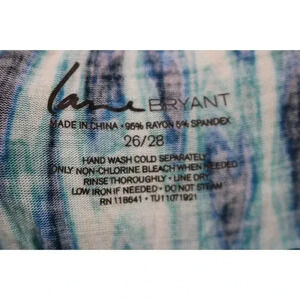 Lane BRYANT
MADE IN CHINA • 95% RAYON 5% SPANDEX
26/28
HAND WASH COLD SEPARATELY
ONLY NON-CHLORINE BLEACH WHEN NEEDED
RINSE THOROUGHLY • LINE DRY
LOW IRON IF NEEDED • DO NOT STEAM
RN 118641 • TU11071921